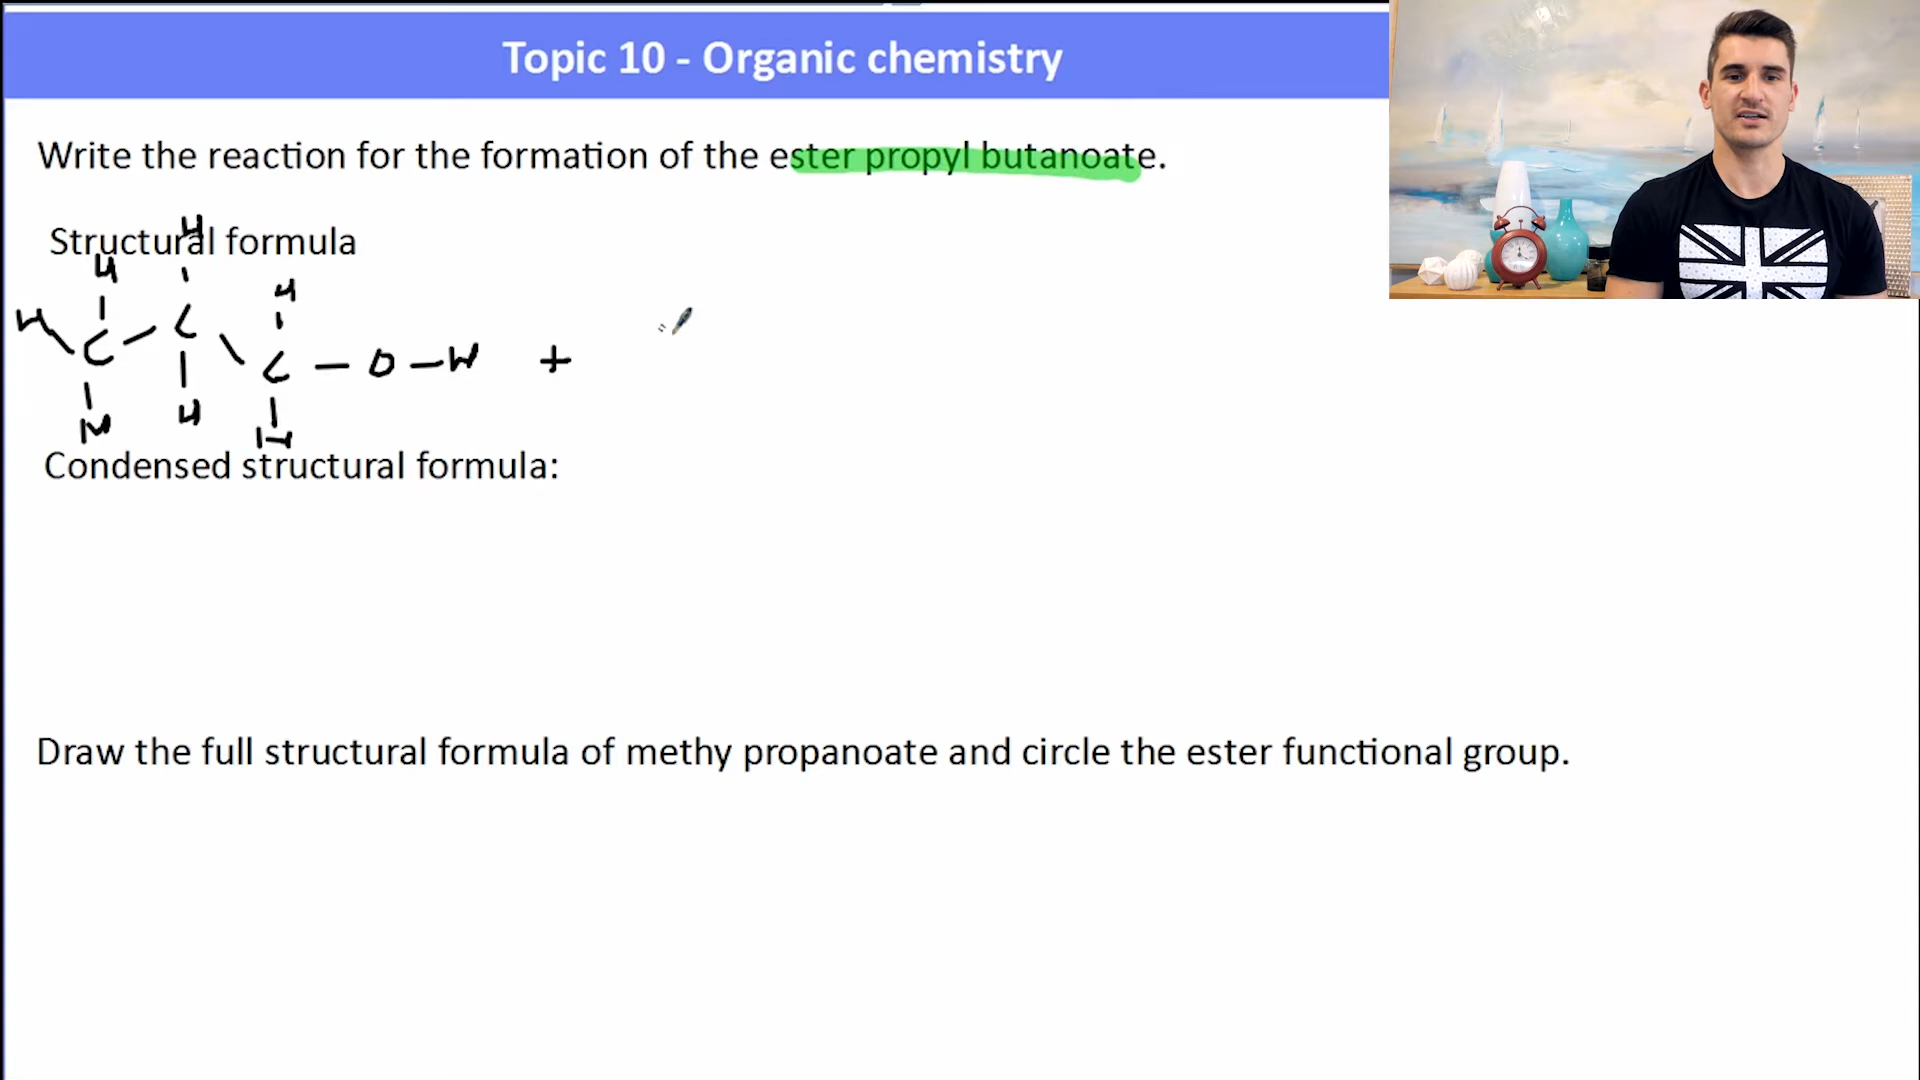 Topic 10 - Organic chemistry
Write the reaction for the formation of the ester propyl butanoate.
Structural formula
H
H H
H C C
C - O - H +
H H H
Condensed structural formula:
Draw the full structural formula of methy propanoate and circle the ester functional group.